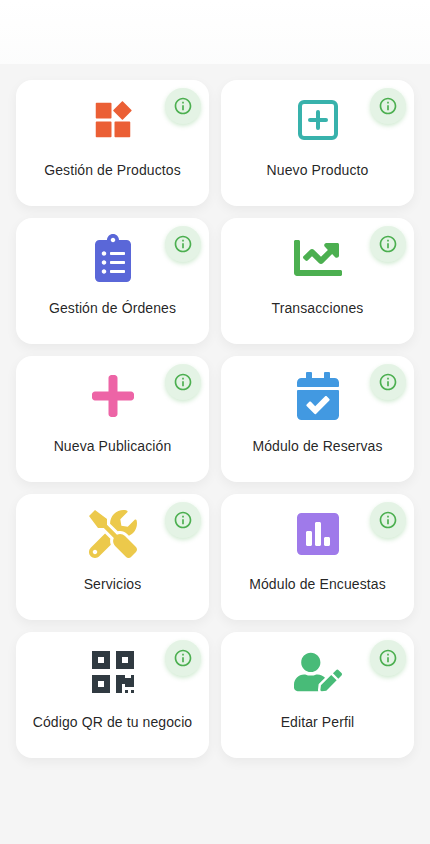 Gestión de Productos
Nuevo Producto
Gestión de Órdenes
Transacciones
Nueva Publicación
Módulo de Reservas
Servicios
Módulo de Encuestas
Código QR de tu negocio
Editar Perfil